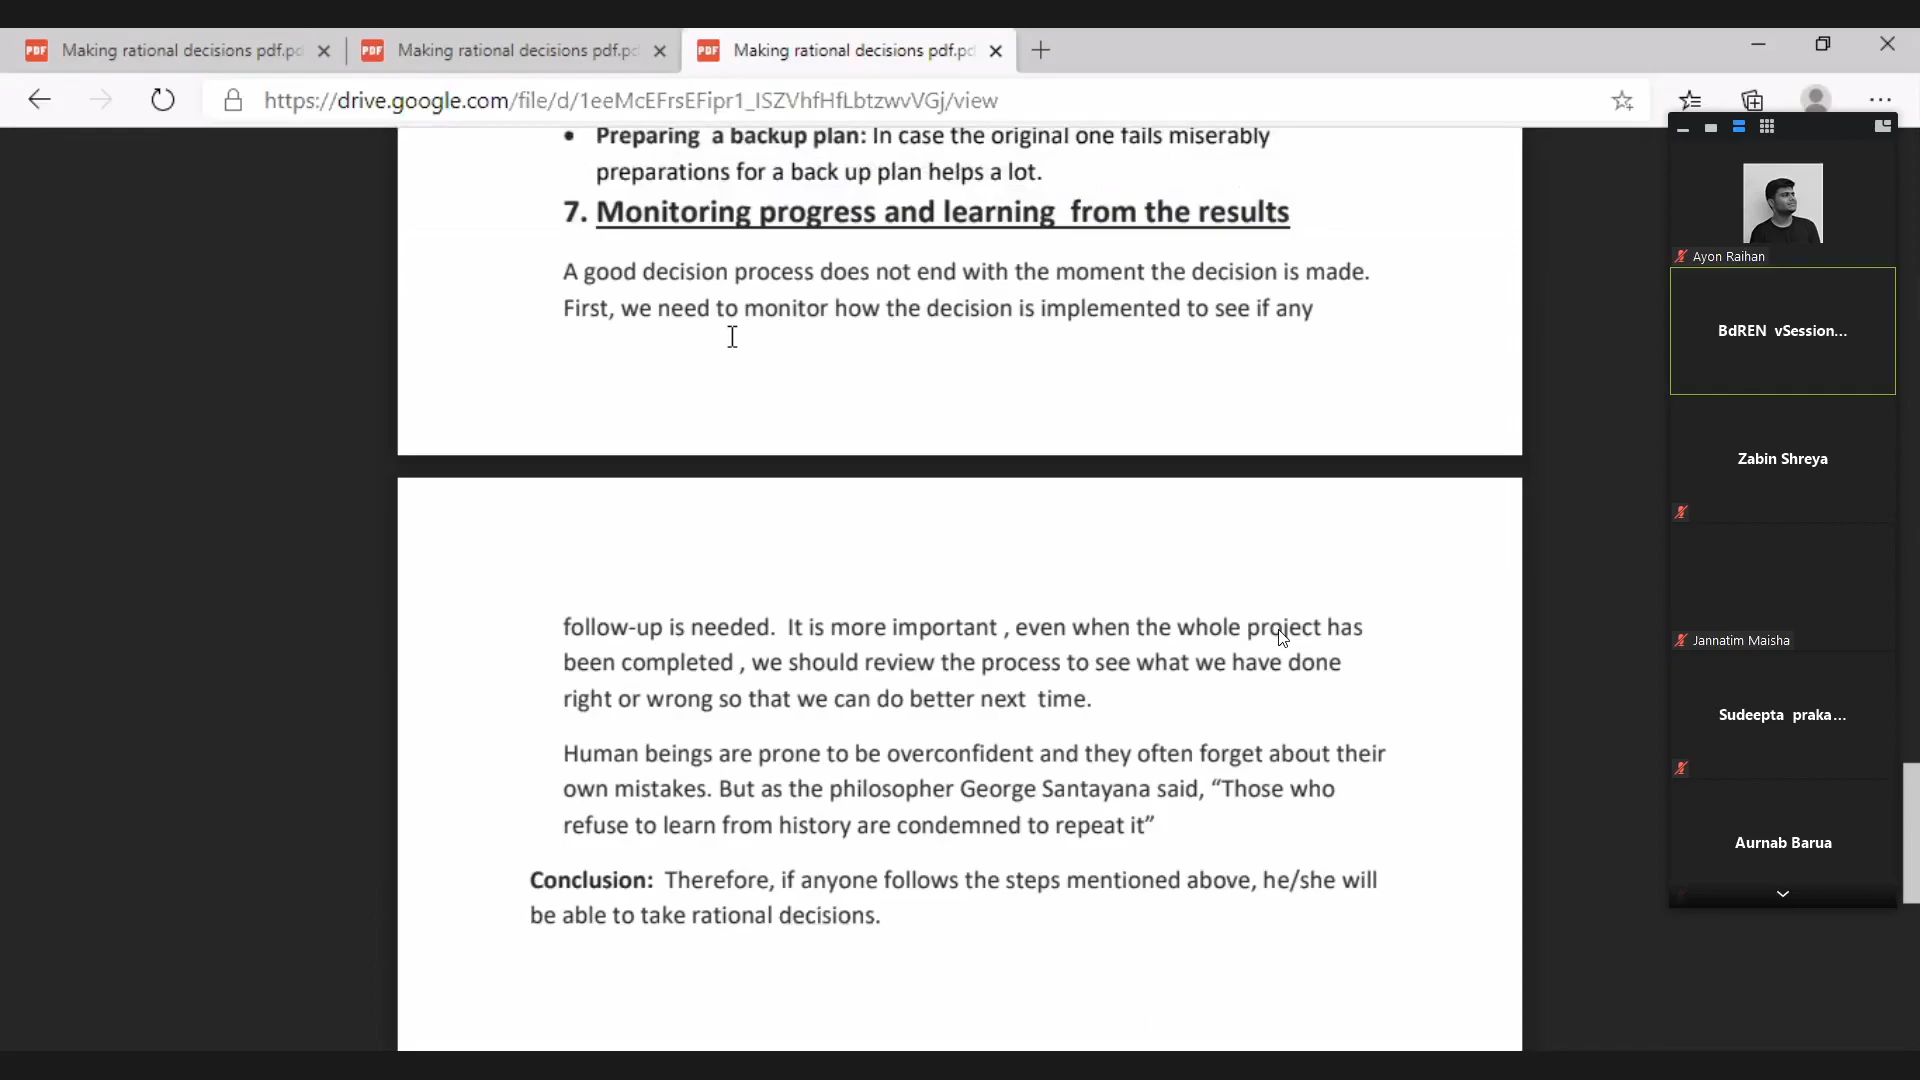 Making rational decisions pdf.pd
Making rational decisions pdf.pc
Making rational decisions pdf.pd
https://drive.google.com/file/d/1eeMcEFrsEFipr1_ISZVhfHfLbtzwvVGj/view
• Preparing  a backup plan: In case the original one fails miserably
preparations for a back up plan helps a lot.
7. Monitoring progress and learning  from the results
A good decision process does not end with the moment the decision is made.
First, we need to monitor how the decision is implemented to see if any
follow-up is needed.  It is more important , even when the whole project has
been completed , we should review the process to see what we have done
right or wrong so that we can do better next  time.
Human beings are prone to be overconfident and they often forget about their
own mistakes. But as the philosopher George Santayana said, “Those who
refuse to learn from history are condemned to repeat it”
Conclusion:  Therefore, if anyone follows the steps mentioned above, he/she will
be able to take rational decisions.
Ayon Raihan
BdREN vSession...
Zabin Shreya
Jannatim Maisha
Sudeepta praka...
Aurnab Barua